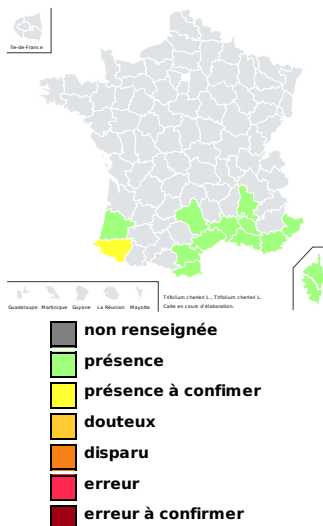 Île-de-France
Trifolium cherleri L., Trifolium cherleri L.
Carte en cours d'élaboration.
Guadeloupe Martinique Guyane La Réunion Mayotte
non renseignée
présence
présence à confimer
douteux
disparu
erreur
erreur à confirmer